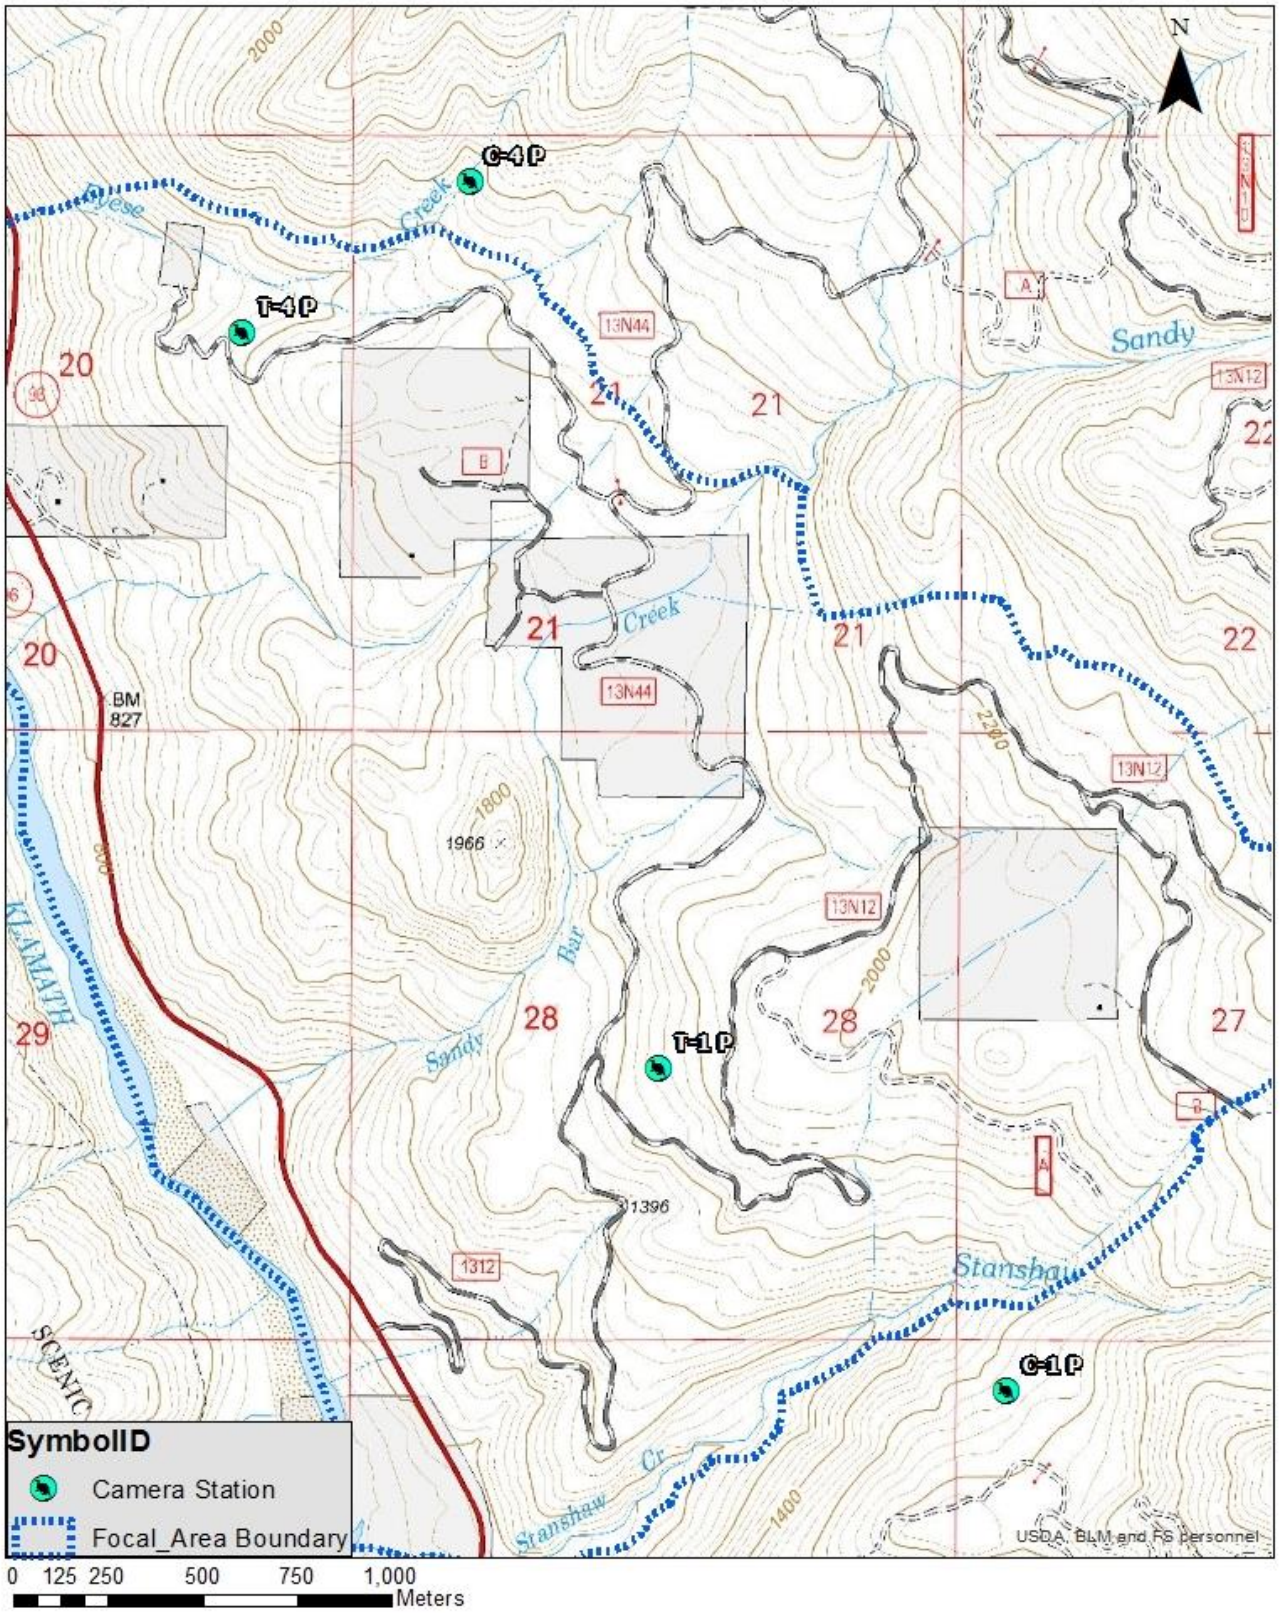 2000
N
C-4 P
Creek
T-4 P
13N44
A
Sandy
20
96
21
21
13N12
22
B
Creek
21
21
22
20
BM
827
13N44
2200
13N12
1800
1966
800
13N12
KLAMATH
Bar
2000
29
Sandy
28
T-1 P
28
27
B
A
1396
1312
Stansha
SCENIC
C-1 P
Cr
Stanshaw
1400
SymbolID
Camera Station
Focal_Area Boundary
USDA, BLM and FS personnel
0 125 250 500 750 1,000
Meters